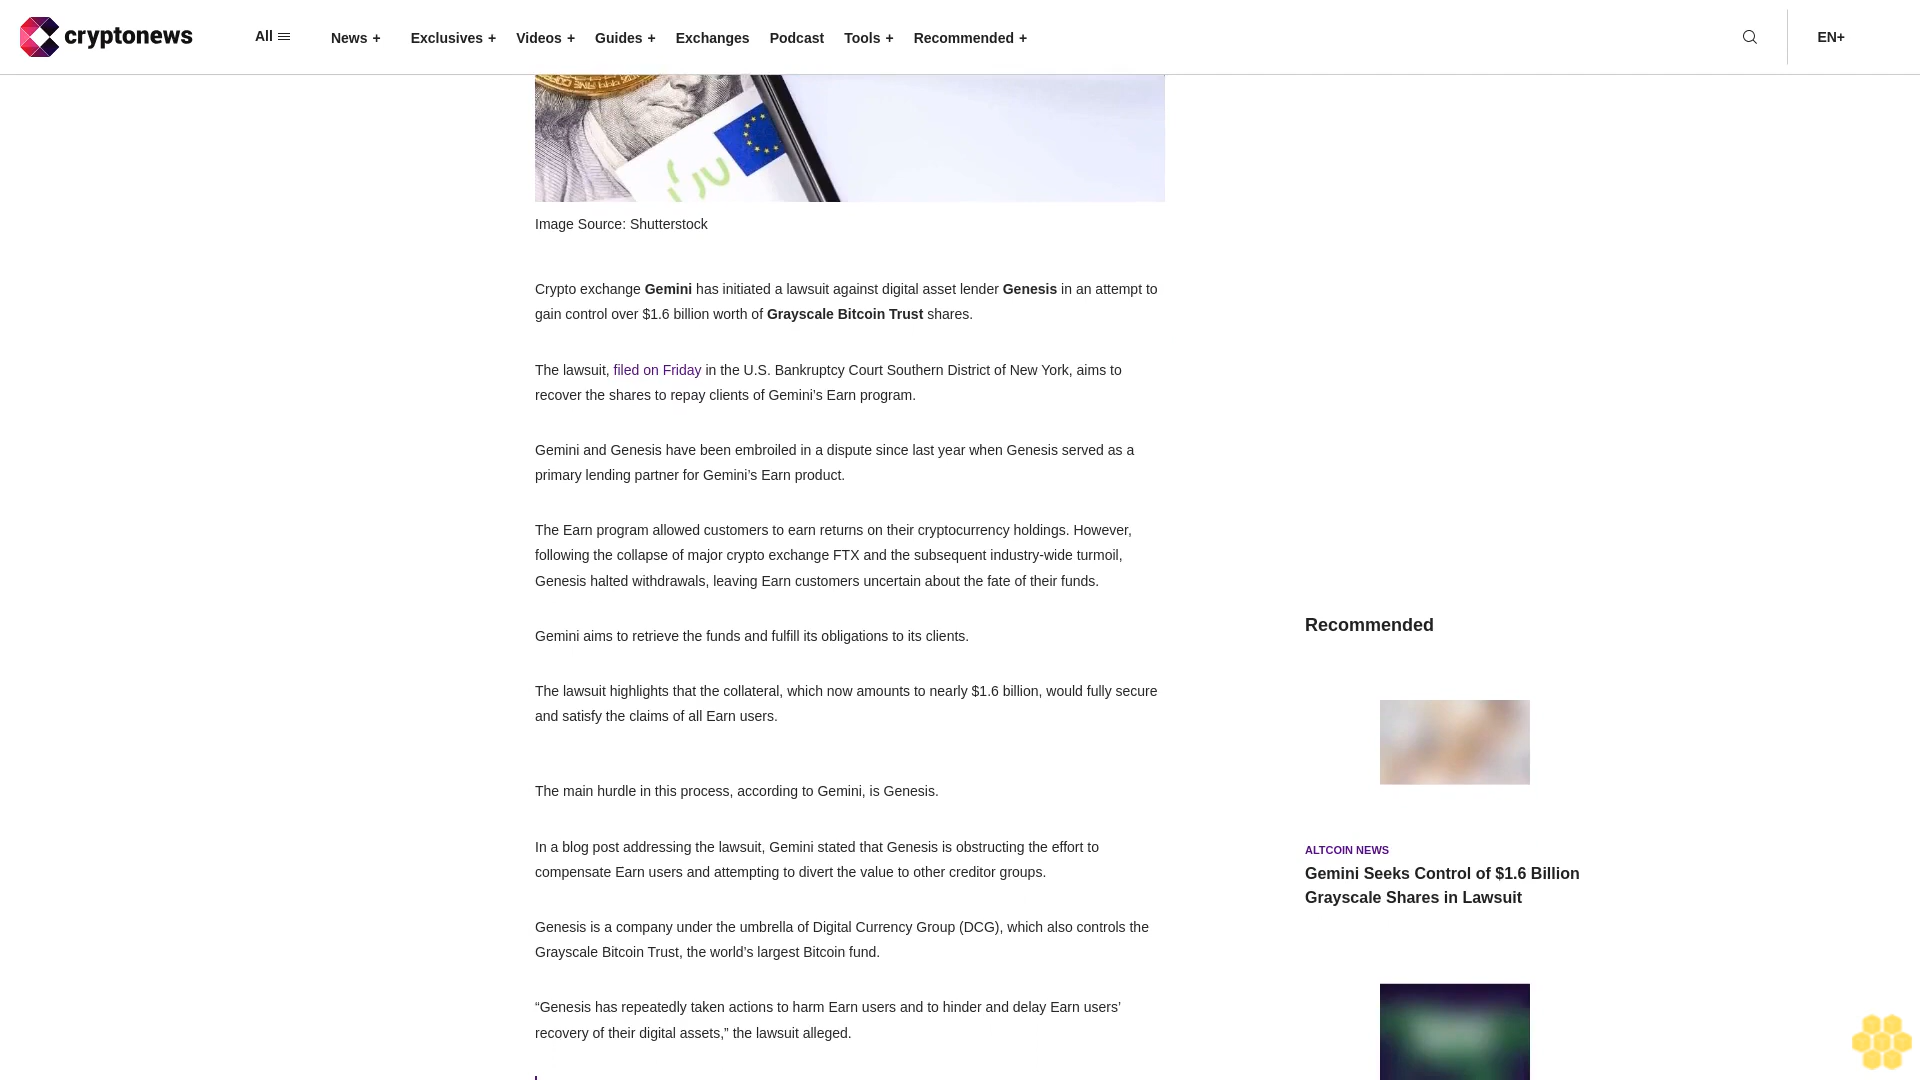 cryptonews
All
News +
Exclusives +
Videos +
Guides +
Exchanges
Podcast
Tools +
Recommended +
EN+
Image Source: Shutterstock
Crypto exchange Gemini has initiated a lawsuit against digital asset lender Genesis in an attempt to
gain control over $1.6 billion worth of Grayscale Bitcoin Trust shares.
The lawsuit, filed on Friday in the U.S. Bankruptcy Court Southern District of New York, aims to
recover the shares to repay clients of Gemini’s Earn program.
Gemini and Genesis have been embroiled in a dispute since last year when Genesis served as a
primary lending partner for Gemini’s Earn product.
The Earn program allowed customers to earn returns on their cryptocurrency holdings. However,
following the collapse of major crypto exchange FTX and the subsequent industry-wide turmoil,
Genesis halted withdrawals, leaving Earn customers uncertain about the fate of their funds.
Gemini aims to retrieve the funds and fulfill its obligations to its clients.
The lawsuit highlights that the collateral, which now amounts to nearly $1.6 billion, would fully secure
and satisfy the claims of all Earn users.
The main hurdle in this process, according to Gemini, is Genesis.
In a blog post addressing the lawsuit, Gemini stated that Genesis is obstructing the effort to
compensate Earn users and attempting to divert the value to other creditor groups.
Genesis is a company under the umbrella of Digital Currency Group (DCG), which also controls the
Grayscale Bitcoin Trust, the world’s largest Bitcoin fund.
“Genesis has repeatedly taken actions to harm Earn users and to hinder and delay Earn users’
recovery of their digital assets,” the lawsuit alleged.
Recommended
ALTCOIN NEWS
Gemini Seeks Control of $1.6 Billion
Grayscale Shares in Lawsuit